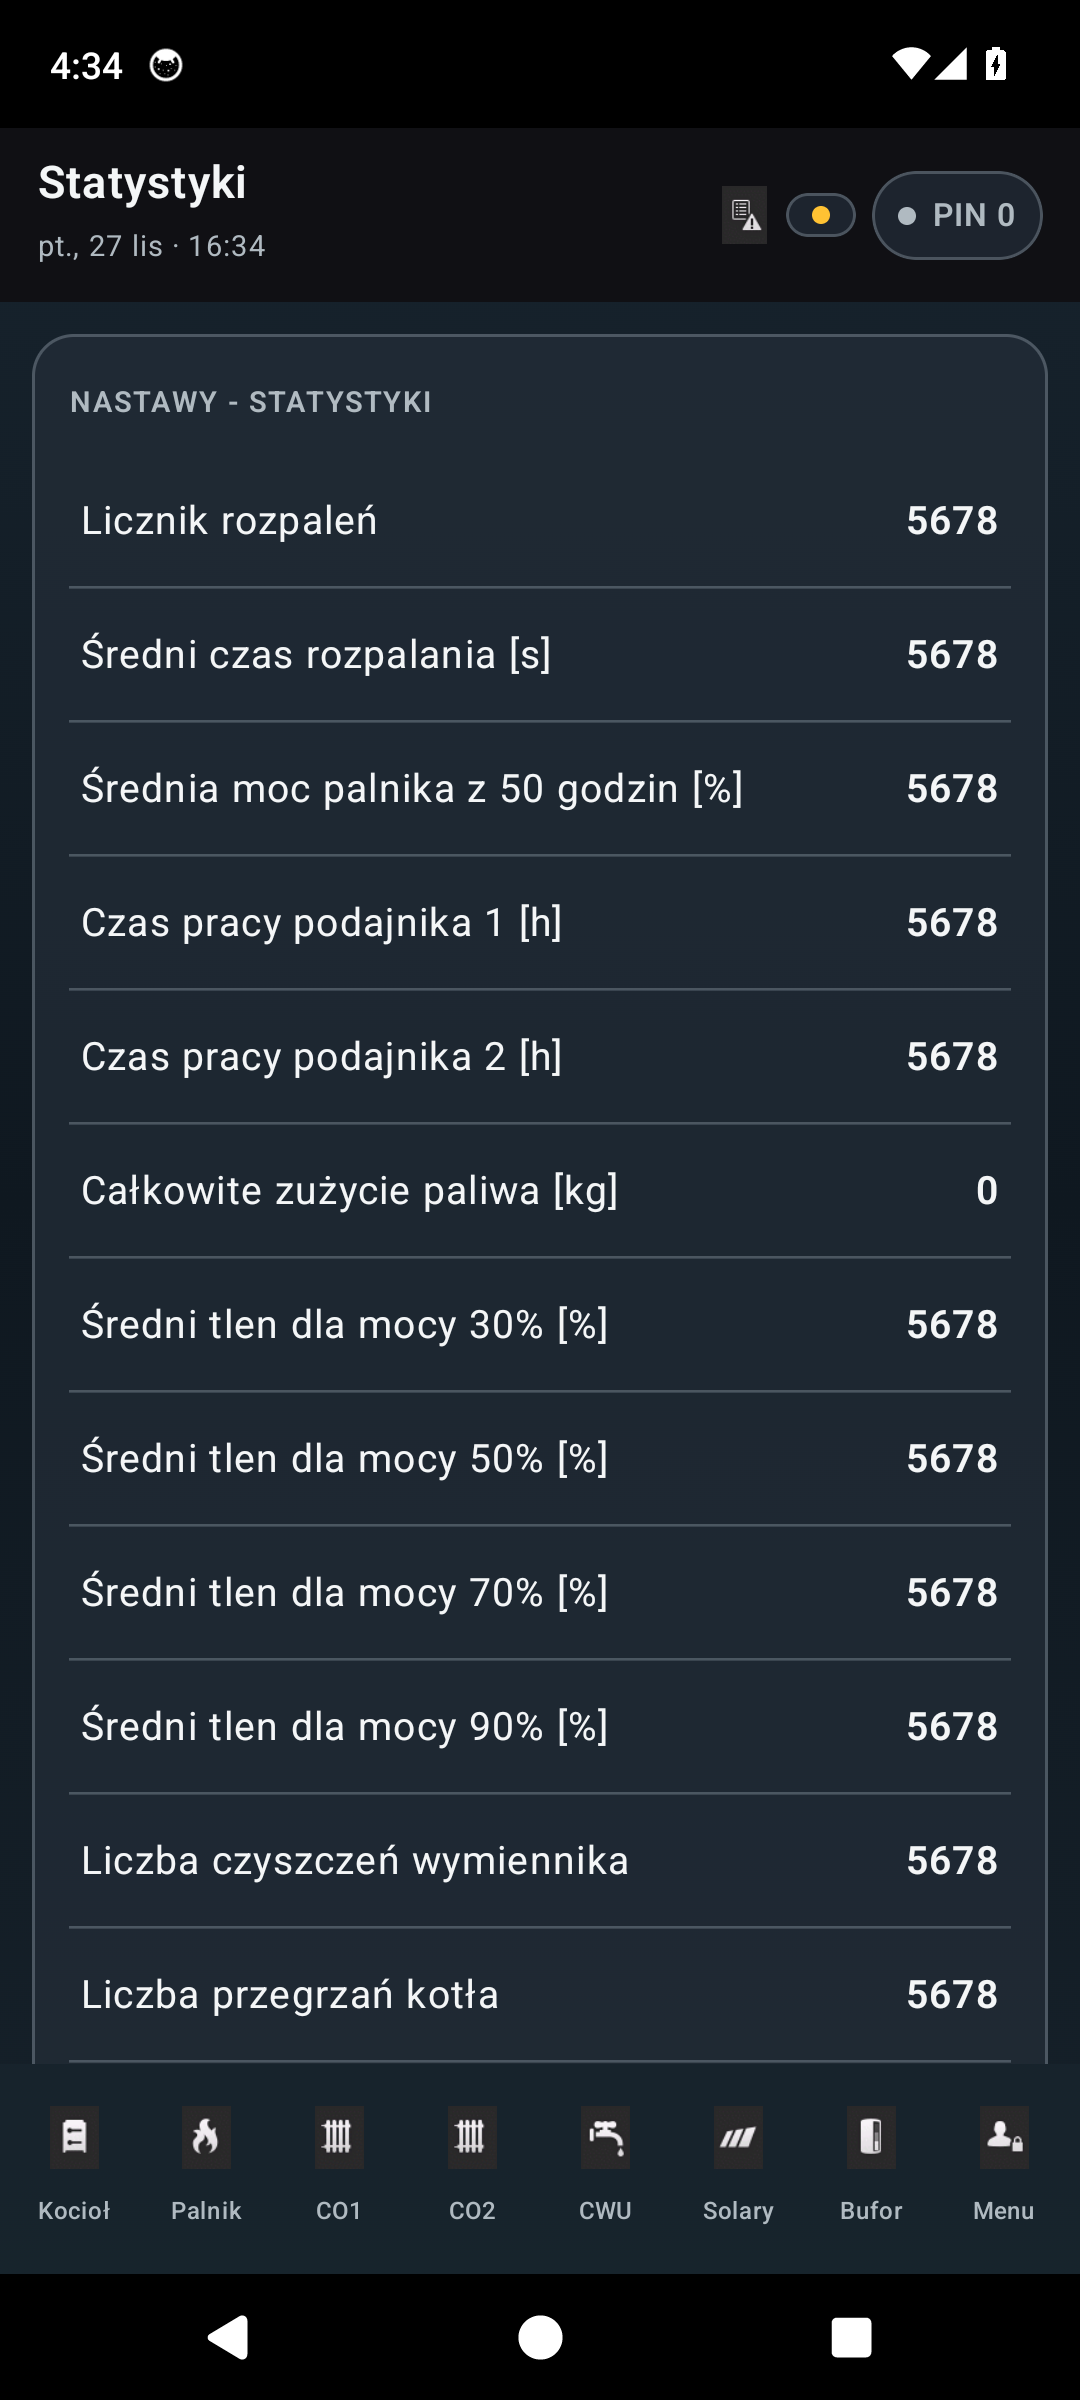 4:34
Statystyki
pt., 27 lis · 16:34
PIN 0
NASTAWY - STATYSTYKI
Licznik rozpaleń 5678
Średni czas rozpalania [s] 5678
Średnia moc palnika z 50 godzin [%] 5678
Czas pracy podajnika 1 [h] 5678
Czas pracy podajnika 2 [h] 5678
Całkowite zużycie paliwa [kg] 0
Średni tlen dla mocy 30% [%] 5678
Średni tlen dla mocy 50% [%] 5678
Średni tlen dla mocy 70% [%] 5678
Średni tlen dla mocy 90% [%] 5678
Liczba czyszczeń wymiennika 5678
Liczba przegrzań kotła 5678
Kocioł Palnik CO1 CO2 CWU Solary Bufor Menu